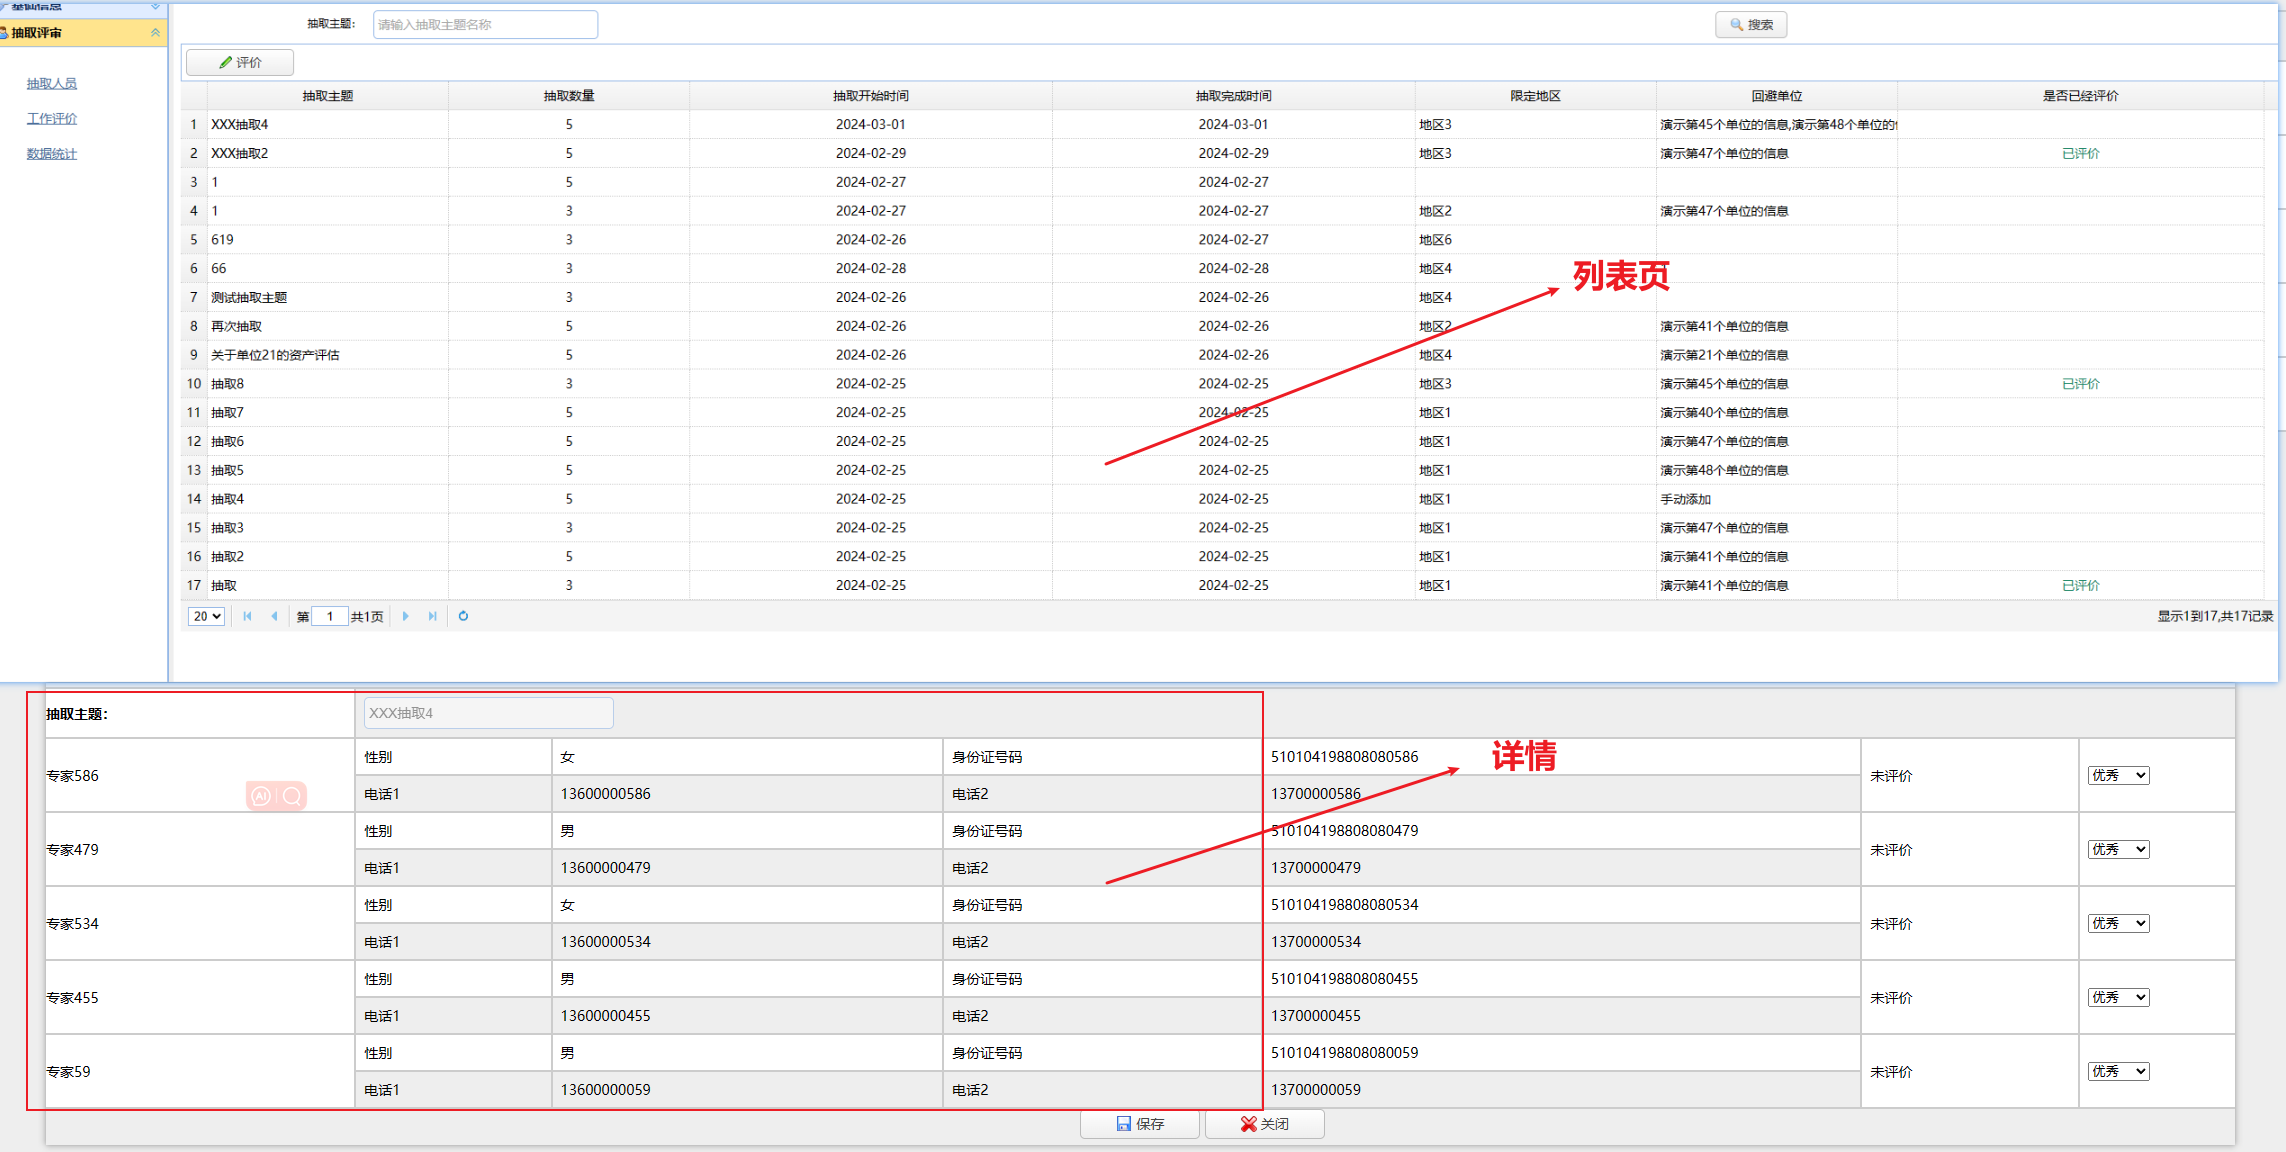 基础信息
抽取评审
抽取人员
工作评价
数据统计
抽取主题： 请输入抽取主题名称 搜索
评价
抽取主题 抽取数量 抽取开始时间 抽取完成时间 限定地区 回避单位 是否已经评价
1 XXX抽取4 5 2024-03-01 2024-03-01 地区3 演示第45个单位的信息,演示第48个单位的
2 XXX抽取2 5 2024-02-29 2024-02-29 地区3 演示第47个单位的信息 已评价
3 1 5 2024-02-27 2024-02-27
4 1 3 2024-02-27 2024-02-27 地区2 演示第47个单位的信息
5 619 3 2024-02-26 2024-02-27 地区6
6 66 3 2024-02-28 2024-02-28 地区4
列表页
7 测试抽取主题 3 2024-02-26 2024-02-26 地区4
8 再次抽取 5 2024-02-26 2024-02-26 地区2 演示第41个单位的信息
9 关于单位21的资产评估 5 2024-02-26 2024-02-26 地区4 演示第21个单位的信息
10 抽取8 3 2024-02-25 2024-02-25 地区3 演示第45个单位的信息 已评价
11 抽取7 5 2024-02-25 2024-02-25 地区1 演示第40个单位的信息
12 抽取6 5 2024-02-25 2024-02-25 地区1 演示第47个单位的信息
13 抽取5 5 2024-02-25 2024-02-25 地区1 演示第48个单位的信息
14 抽取4 5 2024-02-25 2024-02-25 地区1 手动添加
15 抽取3 3 2024-02-25 2024-02-25 地区1 演示第47个单位的信息
16 抽取2 5 2024-02-25 2024-02-25 地区1 演示第41个单位的信息
17 抽取 3 2024-02-25 2024-02-25 地区1 演示第41个单位的信息 已评价
20 第 1 共1页 显示1到17,共17记录
抽取主题： XXX抽取4
专家586 性别 女 身份证号码 510104198808080586 未评价 优秀
电话1 13600000586 电话2 13700000586
AI
详情
专家479 性别 男 身份证号码 510104198808080479 未评价 优秀
电话1 13600000479 电话2 13700000479
专家534 性别 女 身份证号码 510104198808080534 未评价 优秀
电话1 13600000534 电话2 13700000534
专家455 性别 男 身份证号码 510104198808080455 未评价 优秀
电话1 13600000455 电话2 13700000455
专家59 性别 男 身份证号码 510104198808080059 未评价 优秀
电话1 13600000059 电话2 13700000059
保存 关闭